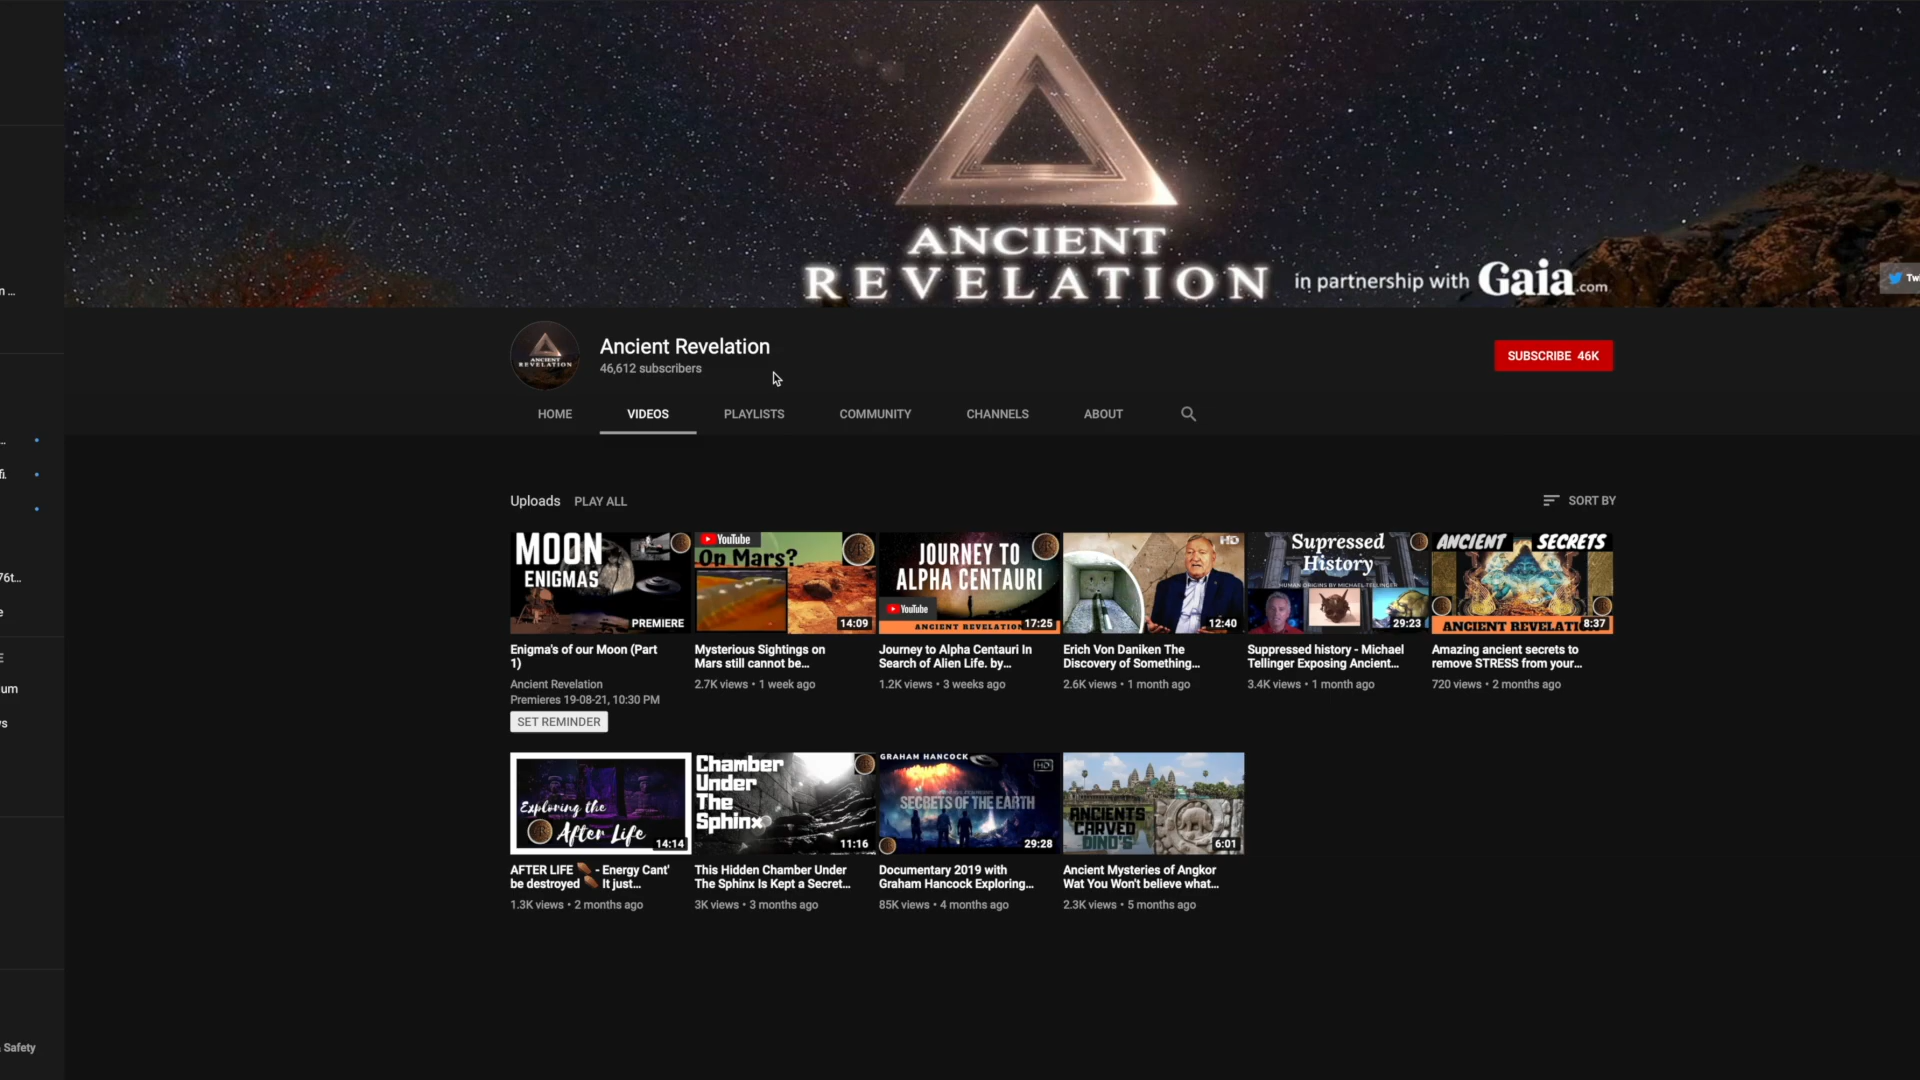 ANCIENT
REVELATION
in partnership with Gaia.com
Ancient Revelation
46,612 subscribers
SUBSCRIBE 46K
HOME
VIDEOS
PLAYLISTS
COMMUNITY
CHANNELS
ABOUT
Uploads
PLAY ALL
SORT BY
MOON
ENIGMAS
PREMIERE
Enigma's of our Moon (Part
1)
Ancient Revelation
Premieres 19-08-21, 10:30 PM
SET REMINDER
YouTube
On Mars?
14:09
Mysterious Sightings on
Mars still cannot be...
2.7K views • 1 week ago
JOURNEY TO
ALPHA CENTAURI
YouTube
ANCIENT REVELATION
17:25
Journey to Alpha Centauri In
Search of Alien Life. by...
1.2K views • 3 weeks ago
HD
12:40
Erich Von Daniken The
Discovery of Something...
2.6K views • 1 month ago
Supressed
History
HUMAN ORIGINS BY MICHAEL TELLINGER
29:23
Suppressed history - Michael
Tellinger Exposing Ancient...
3.4K views • 1 month ago
ANCIENT SECRETS
ANCIENT REVELATIO
8:37
Amazing ancient secrets to
remove STRESS from your...
720 views • 2 months ago
Exploring the
After Life
14:14
AFTER LIFE - Energy Cant'
be destroyed It just...
1.3K views • 2 months ago
Chamber
Under
The
Sphinx
11:16
This Hidden Chamber Under
The Sphinx Is Kept a Secret...
3K views • 3 months ago
GRAHAM HANCOCK
HD
SECRETS OF THE EARTH
29:28
Documentary 2019 with
Graham Hancock Exploring...
85K views • 4 months ago
ANCIENTS
CARVED
DINO'S
6:01
Ancient Mysteries of Angkor
Wat You Won't believe what...
2.3K views • 5 months ago
Safety